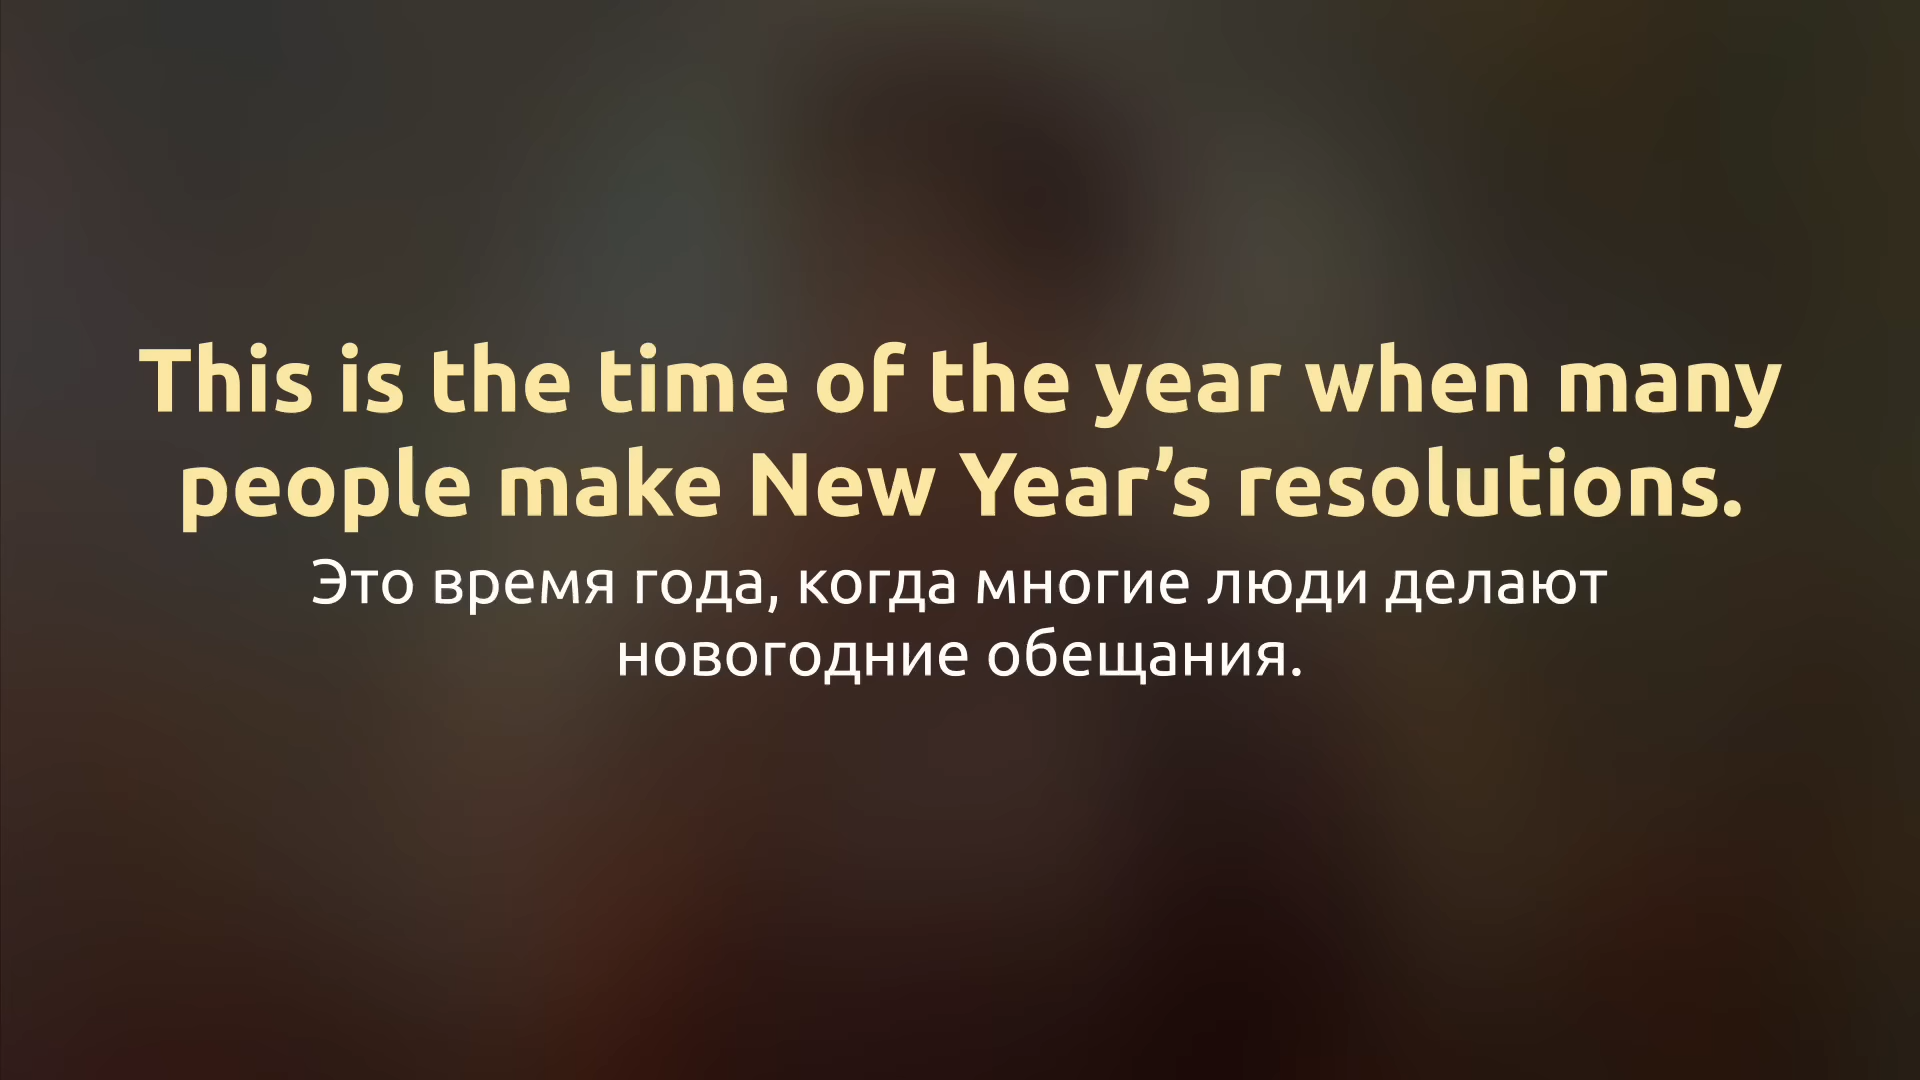 This is the time of the year when many
people make New Year’s resolutions.
Это время года, когда многие люди делают
новогодние обещания.